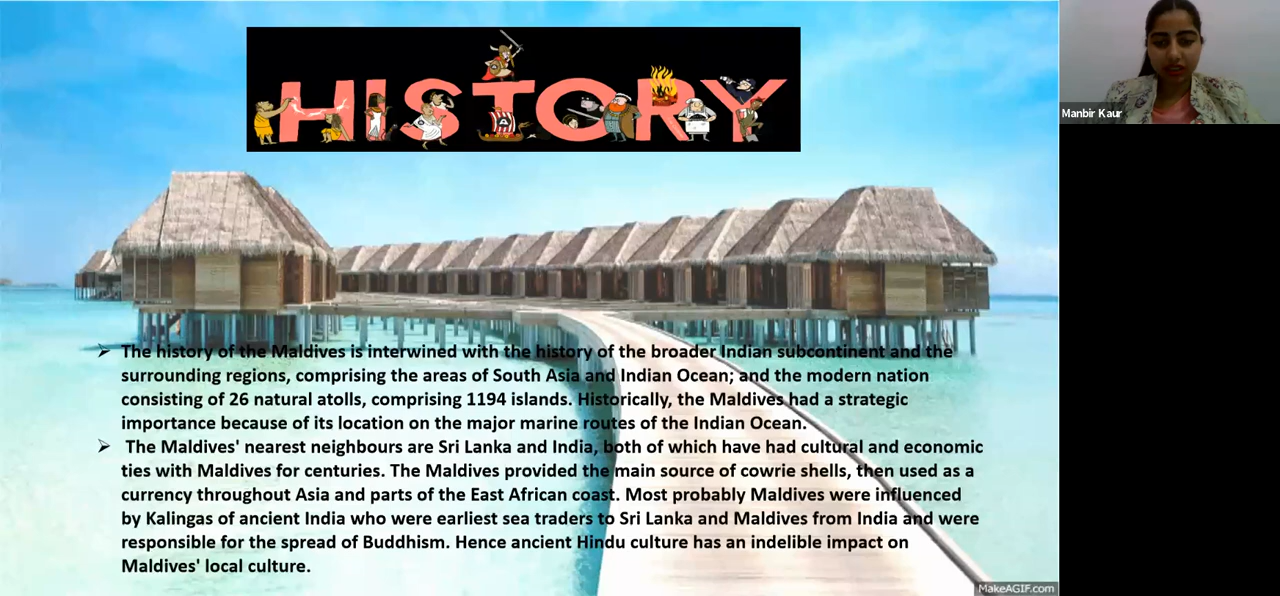 HISTORY
Manbir Kaur
➢ The history of the Maldives is interwined with the history of the broader Indian subcontinent and the
surrounding regions, comprising the areas of South Asia and Indian Ocean; and the modern nation
consisting of 26 natural atolls, comprising 1194 islands. Historically, the Maldives had a strategic
importance because of its location on the major marine routes of the Indian Ocean.
➢ The Maldives' nearest neighbours are Sri Lanka and India, both of which have had cultural and economic
ties with Maldives for centuries. The Maldives provided the main source of cowrie shells, then used as a
currency throughout Asia and parts of the East African coast. Most probably Maldives were influenced
by Kalingas of ancient India who were earliest sea traders to Sri Lanka and Maldives from India and were
responsible for the spread of Buddhism. Hence ancient Hindu culture has an indelible impact on
Maldives' local culture.
MakeAGIF.com